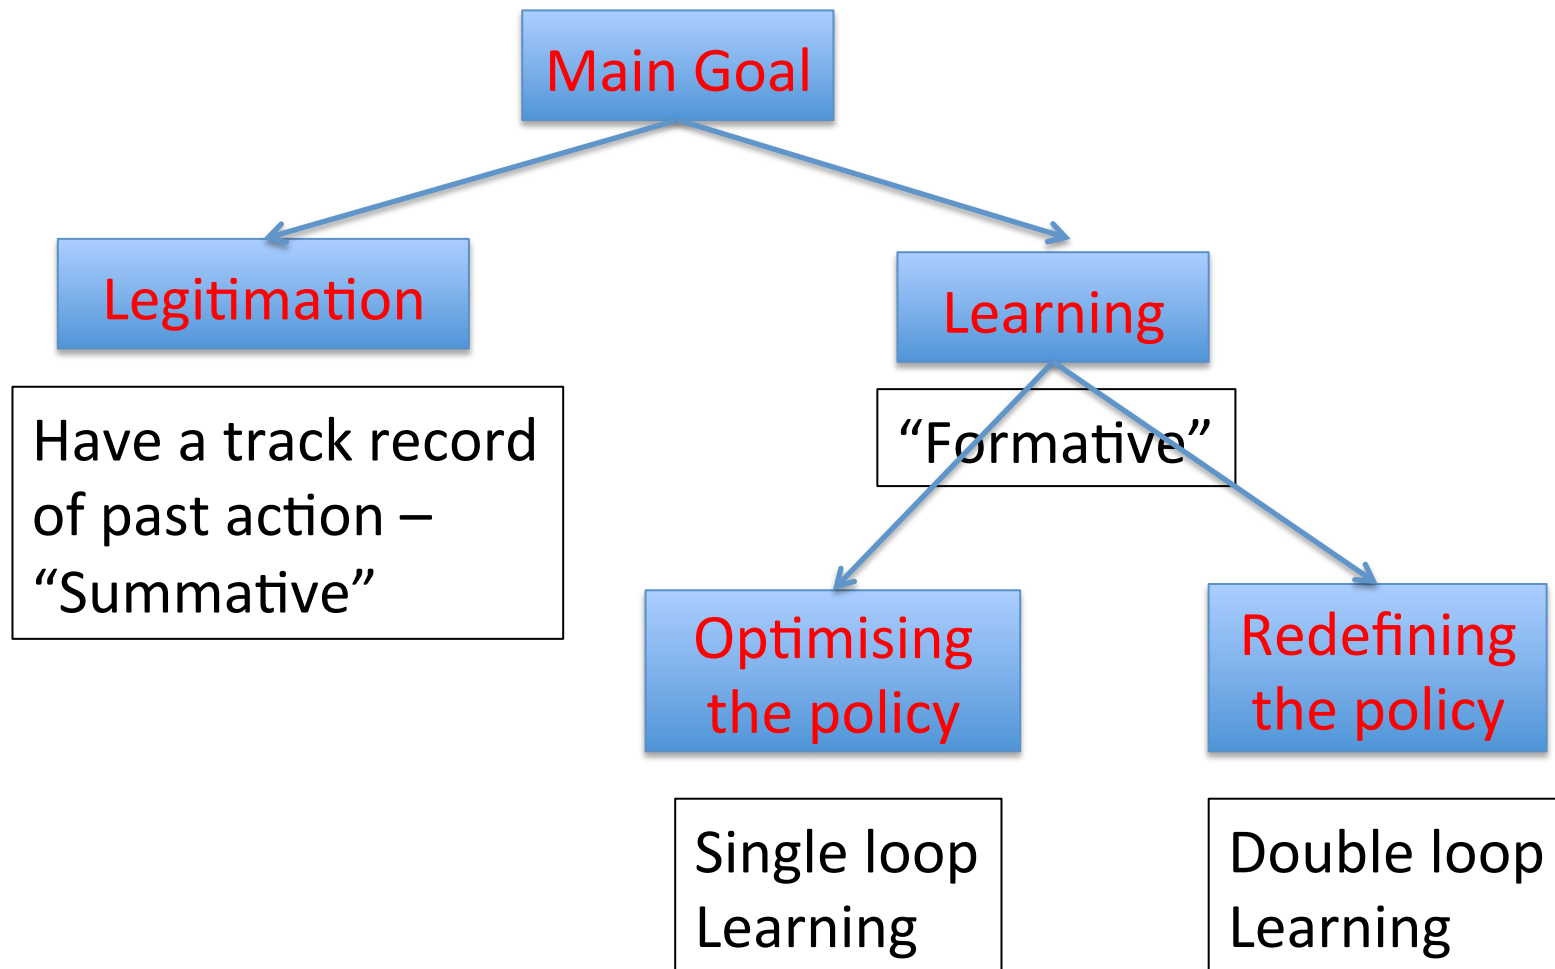 Main Goal
Legitimation
Learning
Have a track record
of past action –
“Summative”
“Formative”
Optimising
the policy
Redefining
the policy
Single loop
Learning
Double loop
Learning